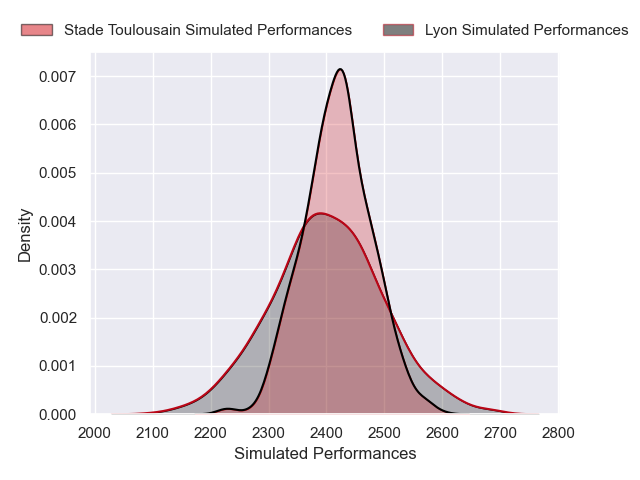 Stade Toulousain Simulated Performances Lyon Simulated Performances
0.007
0.006
0.005
0.004
0.003
0.002
0.001
0.000
Density
2000 2100 2200 2300 2400 2500 2600 2700 2800
Simulated Performances